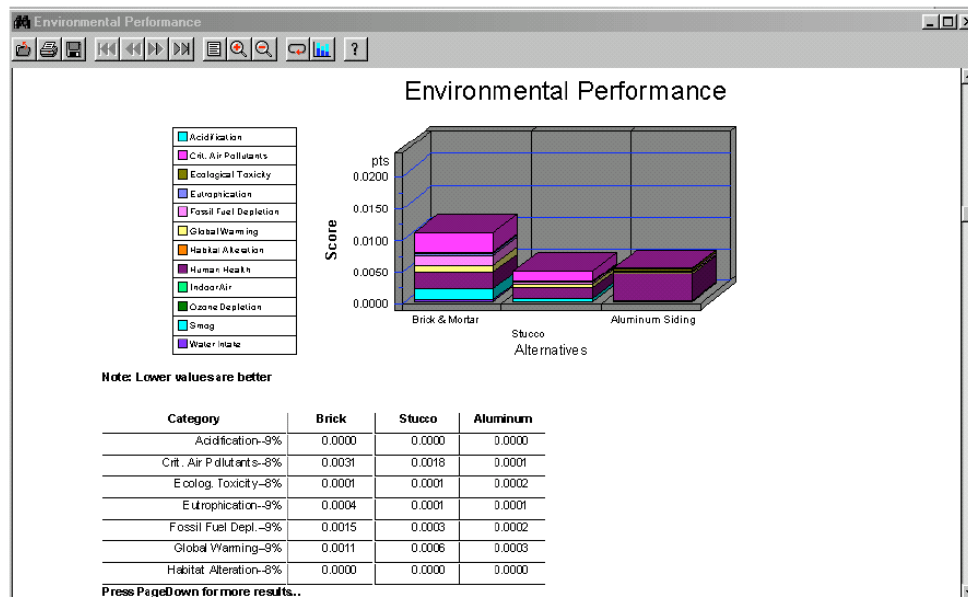 Environmental Performance
?
Environmental Performance
Acidification
Crit. Air Pollutants
Ecological Toxicity
Eutrophication
Fossil Fuel Depletion
Global Warming
Habitat Alteration
Human Health
Indoor Air
Ozone Depletion
Smog
Water Intake
pts
0.0200
0.0150
0.0100
0.0050
0.0000
Score
Brick & Mortar
Stucco
Aluminum Siding
Alternatives
Note: Lower values are better
Category Brick Stucco Aluminum
Acidification--9% 0.0000 0.0000 0.0000
Crit. Air Pollutants--8% 0.0031 0.0018 0.0001
Ecolog. Toxicity--8% 0.0001 0.0001 0.0002
Eutrophication--9% 0.0004 0.0001 0.0001
Fossil Fuel Depl.--9% 0.0015 0.0003 0.0002
Global Warming--9% 0.0011 0.0006 0.0003
Habitat Alteration--8% 0.0000 0.0000 0.0000
Press PageDown for more results...